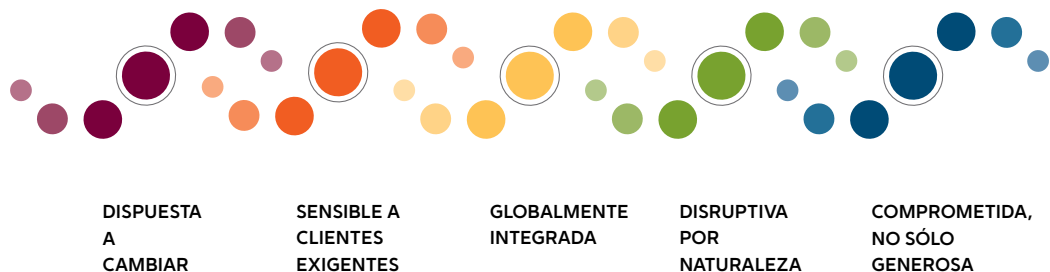 DISPUESTA
A
CAMBIAR
SENSIBLE A
CLIENTES
EXIGENTES
GLOBALMENTE
INTEGRADA
DISRUPTIVA
POR
NATURALEZA
COMPROMETIDA,
NO SÓLO
GENEROSA